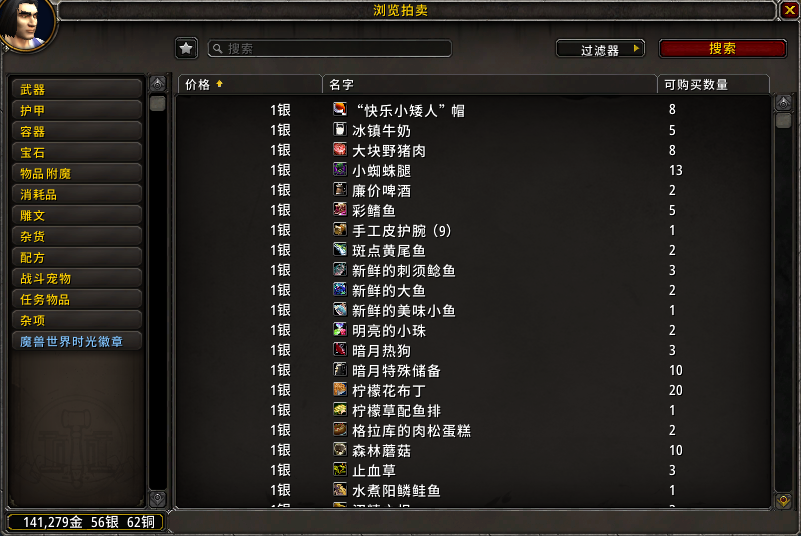 浏览拍卖
搜索
过滤器
搜索
武器
护甲
容器
宝石
物品附魔
消耗品
雕文
杂货
配方
战斗宠物
任务物品
杂项
魔兽世界时光徽章
价格 名字 可购买数量
1银 “快乐小矮人”帽 8
1银 冰镇牛奶 5
1银 大块野猪肉 8
1银 小蜘蛛腿 13
1银 廉价啤酒 2
1银 彩鳍鱼 5
1银 手工皮护腕（9） 1
1银 斑点黄尾鱼 2
1银 新鲜的刺须鲶鱼 3
1银 新鲜的大鱼 2
1银 新鲜的美味小鱼 1
1银 明亮的小珠 2
1银 暗月热狗 3
1银 暗月特殊储备 10
1银 柠檬花布丁 20
1银 柠檬草配鱼排 1
1银 格拉库的肉松蛋糕 2
1银 森林蘑菇 10
1银 止血草 3
1银 水煮阳鳞鲑鱼 1
141,279金 56银 62铜